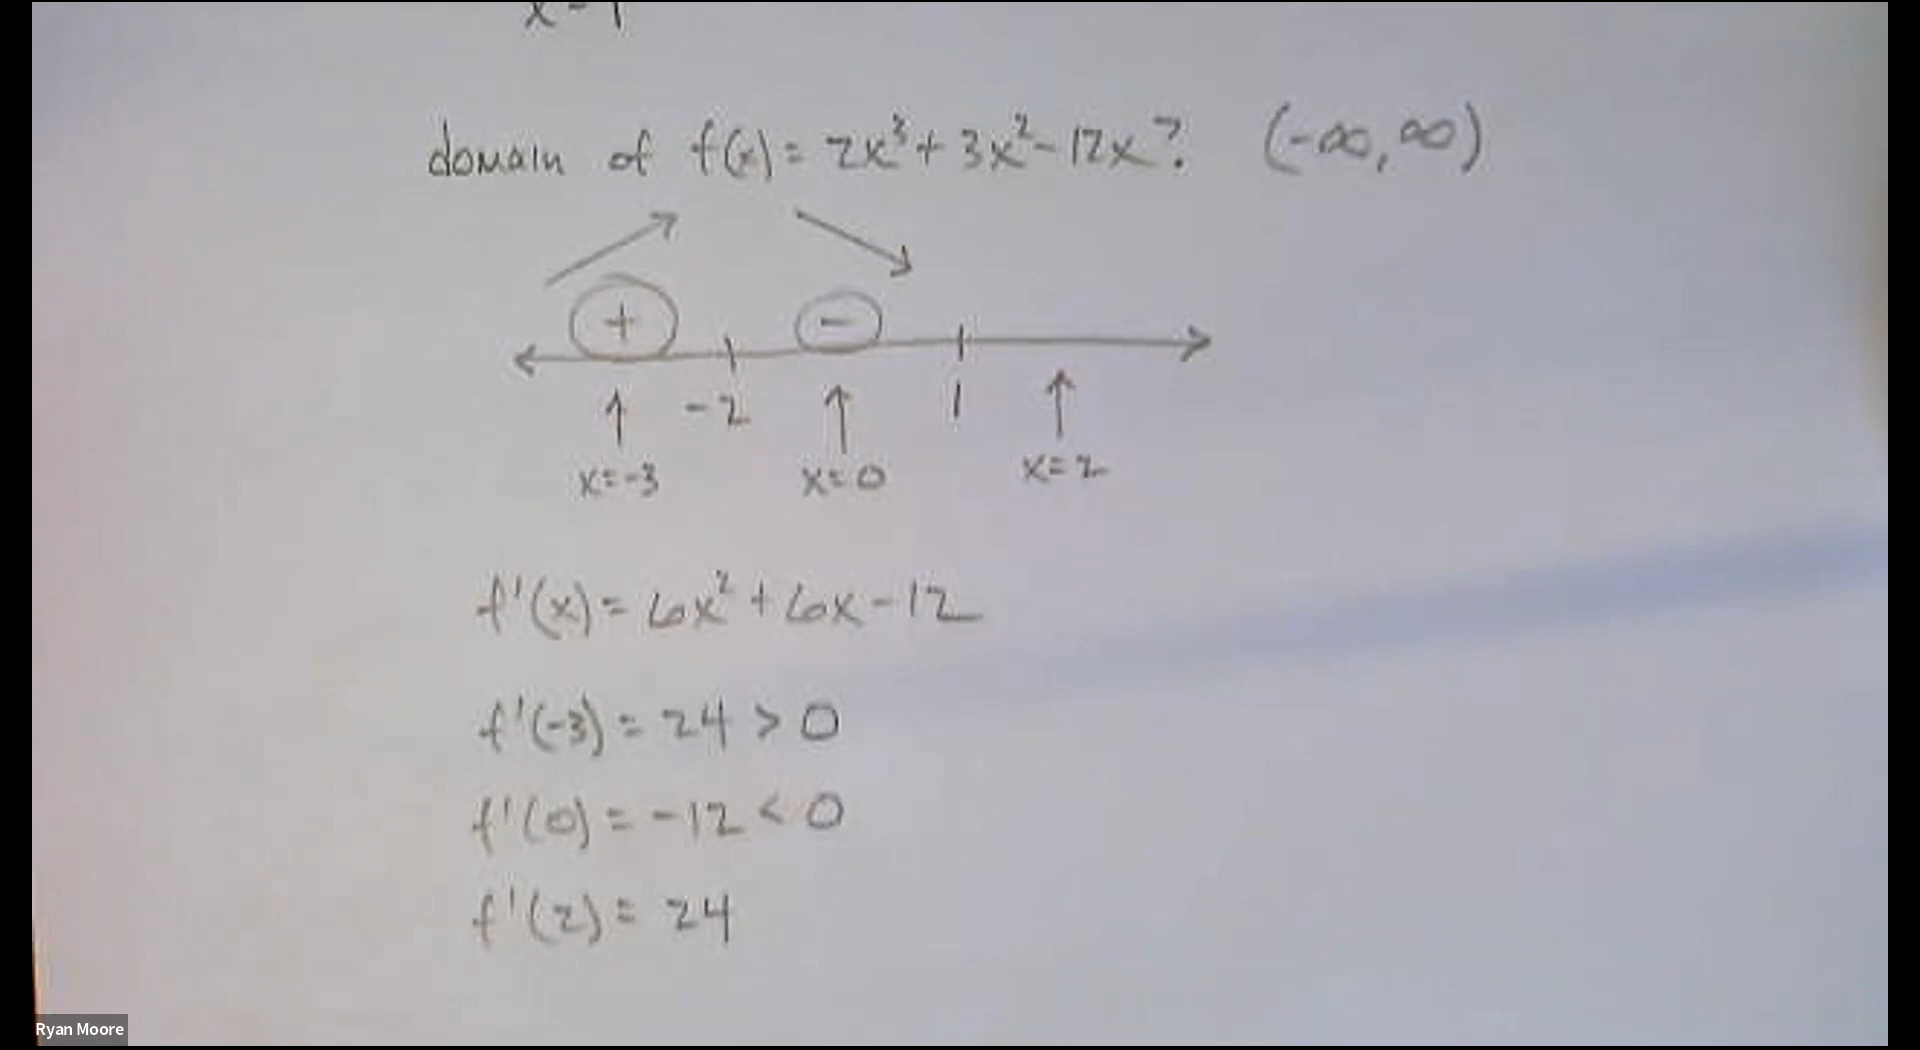 x = 1
domain of f(x) = 2x³ + 3x² - 12x? (-∞, ∞)
+ -
-2 1
x=-3 x=0 x=2
f'(x) = 6x² + 6x - 12
f'(-3) = 24 > 0
f'(0) = -12 < 0
f'(2) = 24
Ryan Moore